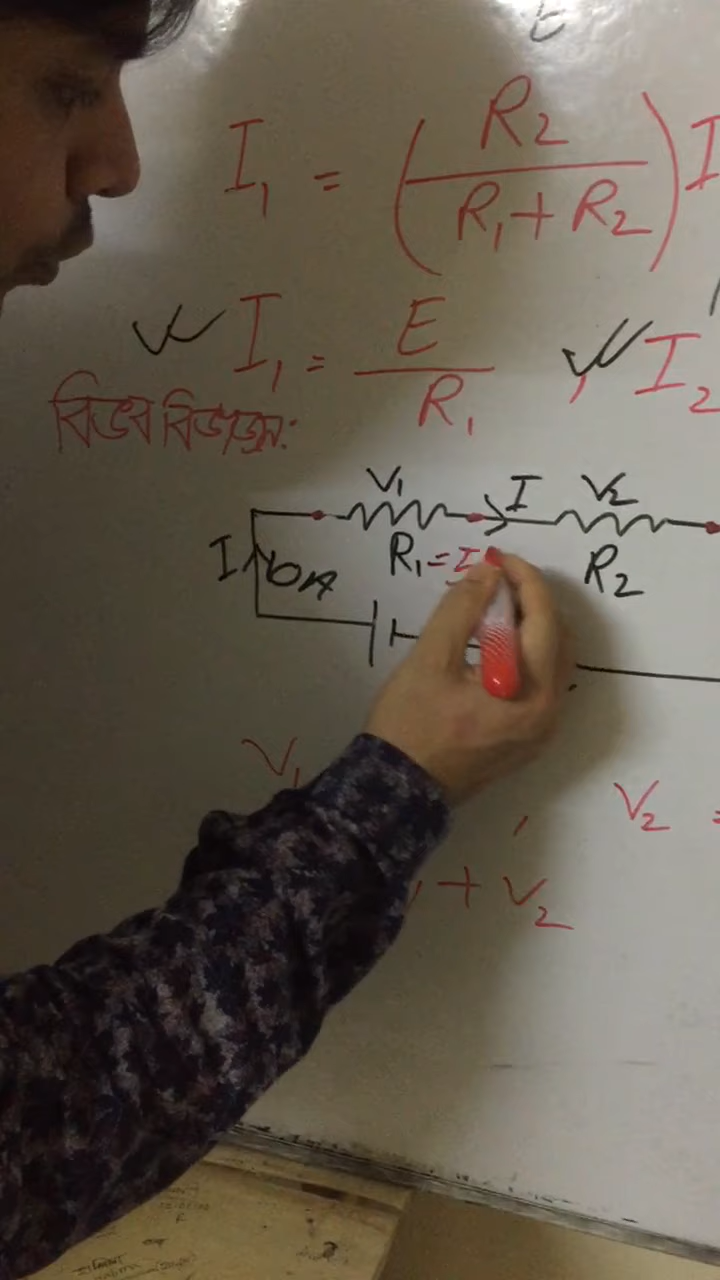 E
I₁ = (R₂ / (R₁ + R₂)) I
I₁ = E / R₁ , I₂
বিভব বিভাজন:
V₁ I V₂
I 10A R₁ = R₂
V₁ , V₂ =
+ V₂